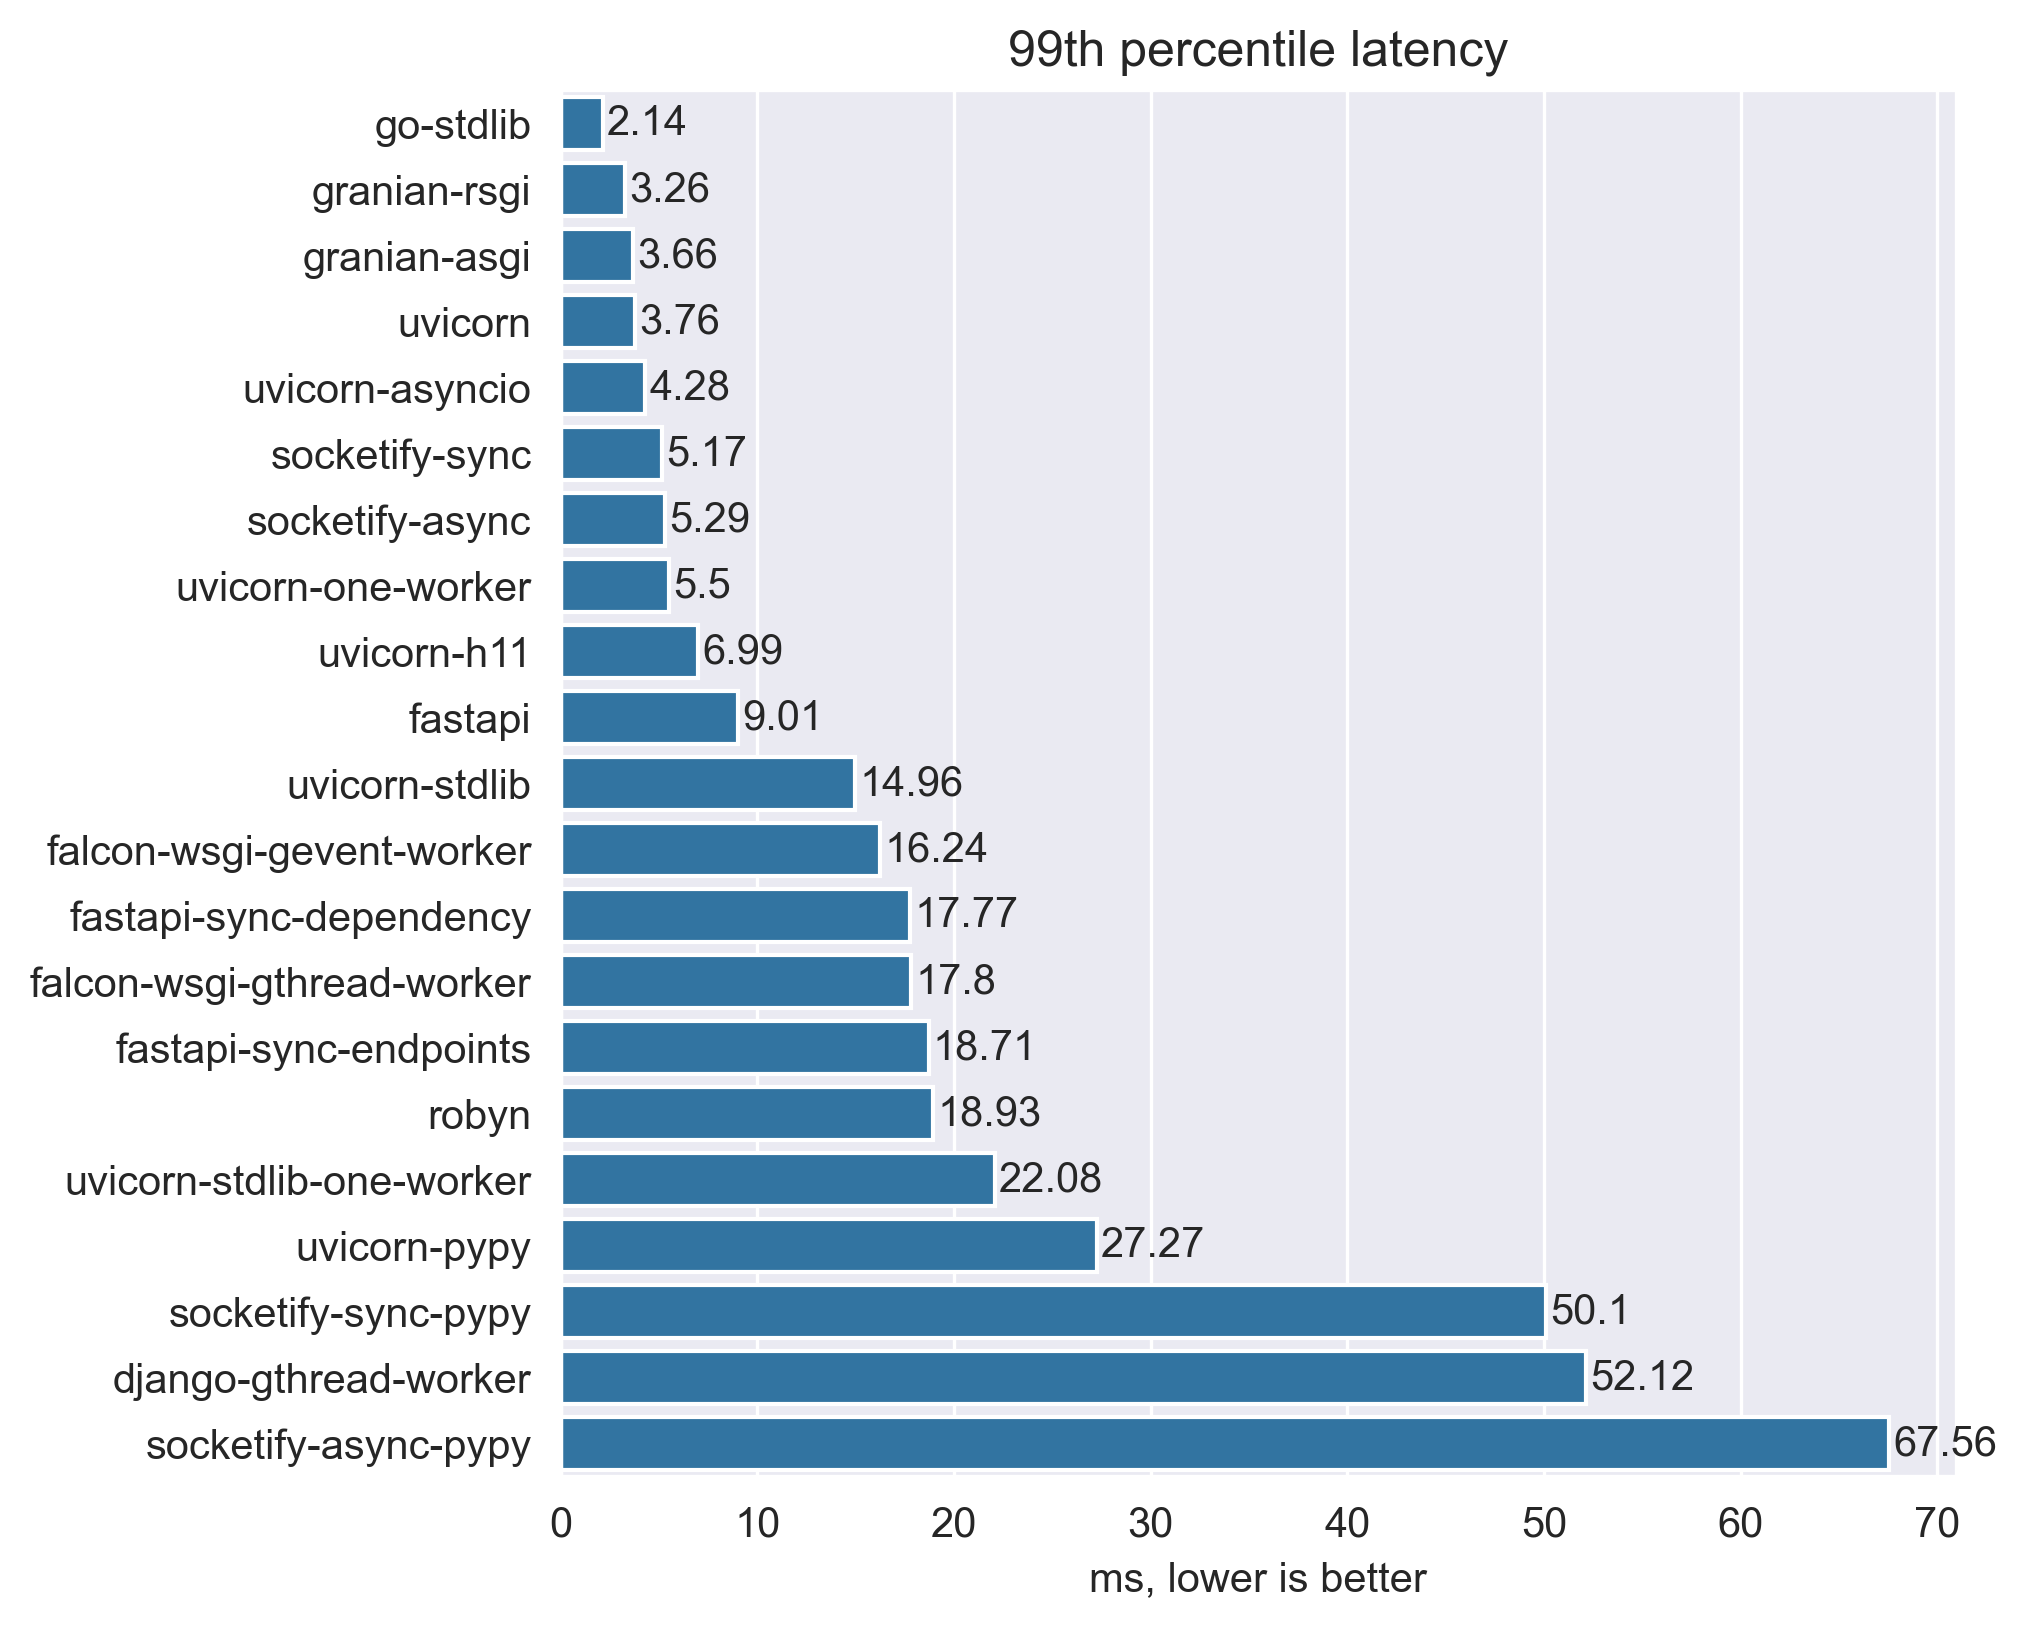 99th percentile latency
go-stdlib 2.14
granian-rsgi 3.26
granian-asgi 3.66
uvicorn 3.76
uvicorn-asyncio 4.28
socketify-sync 5.17
socketify-async 5.29
uvicorn-one-worker 5.5
uvicorn-h11 6.99
fastapi 9.01
uvicorn-stdlib 14.96
falcon-wsgi-gevent-worker 16.24
fastapi-sync-dependency 17.77
falcon-wsgi-gthread-worker 17.8
fastapi-sync-endpoints 18.71
robyn 18.93
uvicorn-stdlib-one-worker 22.08
uvicorn-pypy 27.27
socketify-sync-pypy 50.1
django-gthread-worker 52.12
socketify-async-pypy 67.56
0 10 20 30 40 50 60 70
ms, lower is better